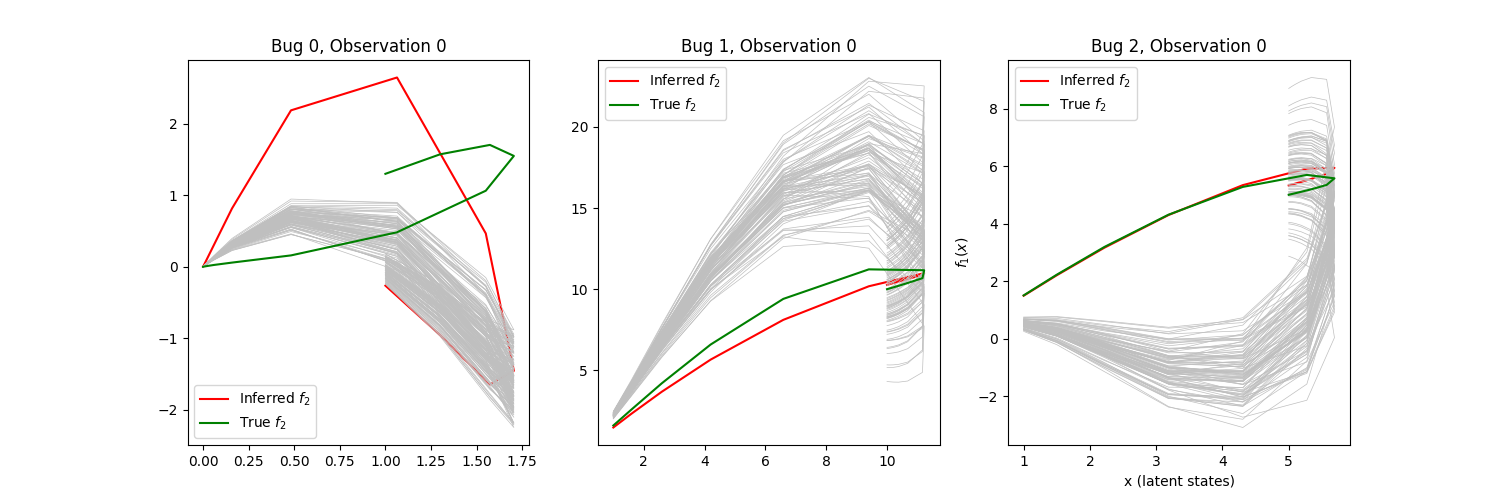 Bug 0, Observation 0
2
1
0
−1
−2
0.00 0.25 0.50 0.75 1.00 1.25 1.50 1.75
Inferred f₂
True f₂
Bug 1, Observation 0
Inferred f₂
True f₂
20
15
10
5
2 4 6 8 10
Bug 2, Observation 0
Inferred f₂
True f₂
8
6
4
2
0
−2
f₁(x)
1 2 3 4 5
x (latent states)